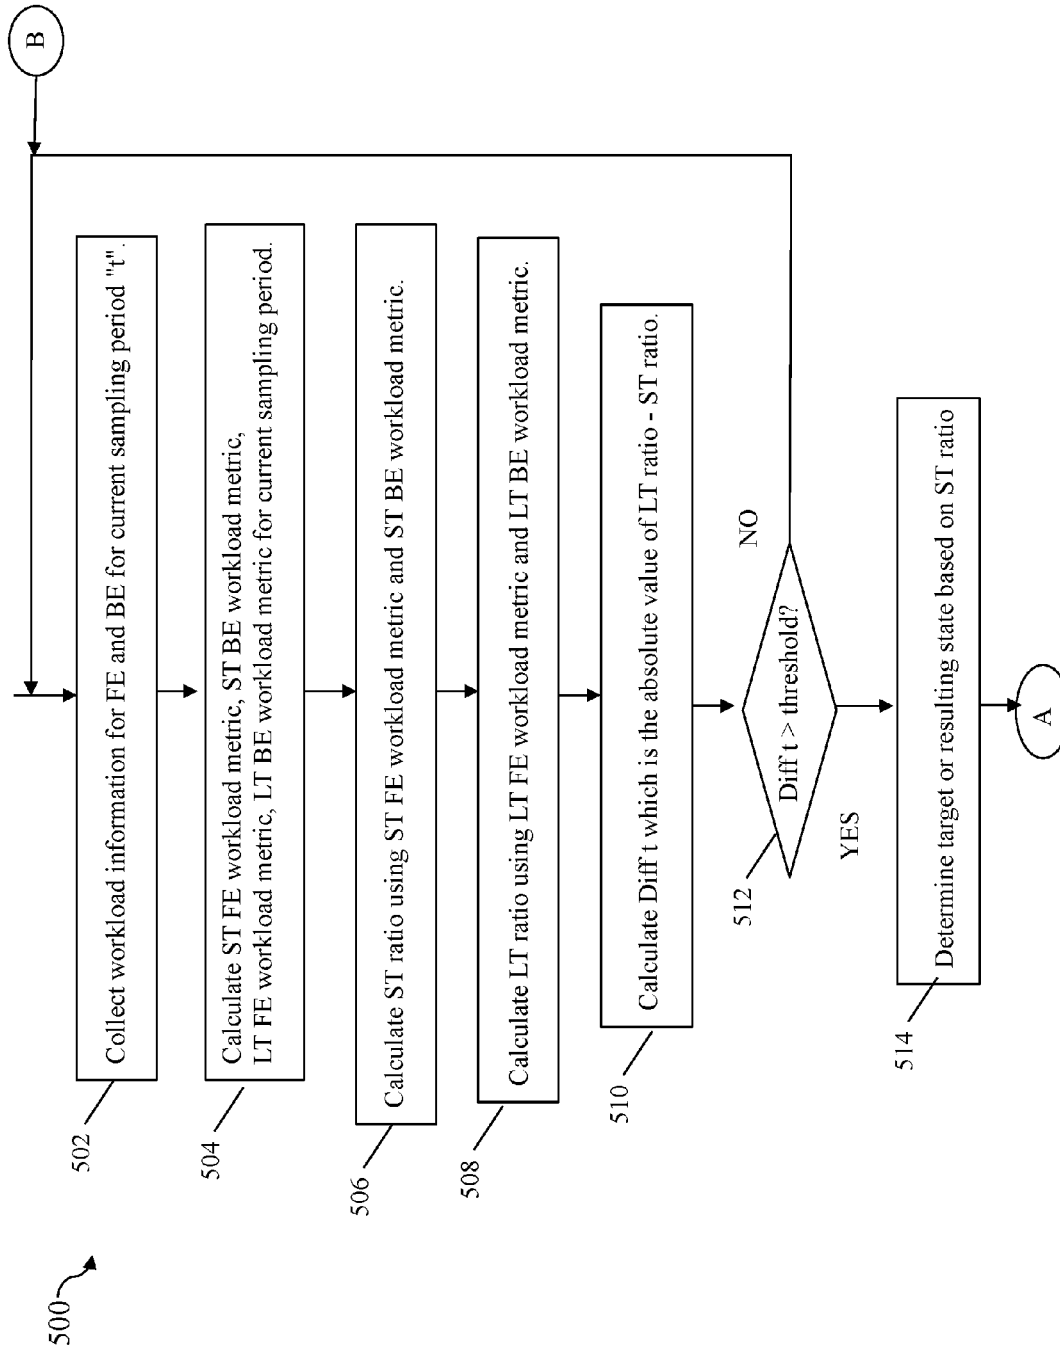 500
B
502
Collect workload information for FE and BE for current sampling period "t".
504
Calculate ST FE workload metric, ST BE workload metric,
LT FE workload metric, LT BE workload metric for current sampling period.
506
Calculate ST ratio using ST FE workload metric and ST BE workload metric.
508
Calculate LT ratio using LT FE workload metric and LT BE workload metric.
510
Calculate Diff t which is the absolute value of LT ratio - ST ratio.
512
Diff t > threshold?
NO
YES
514
Determine target or resulting state based on ST ratio
A